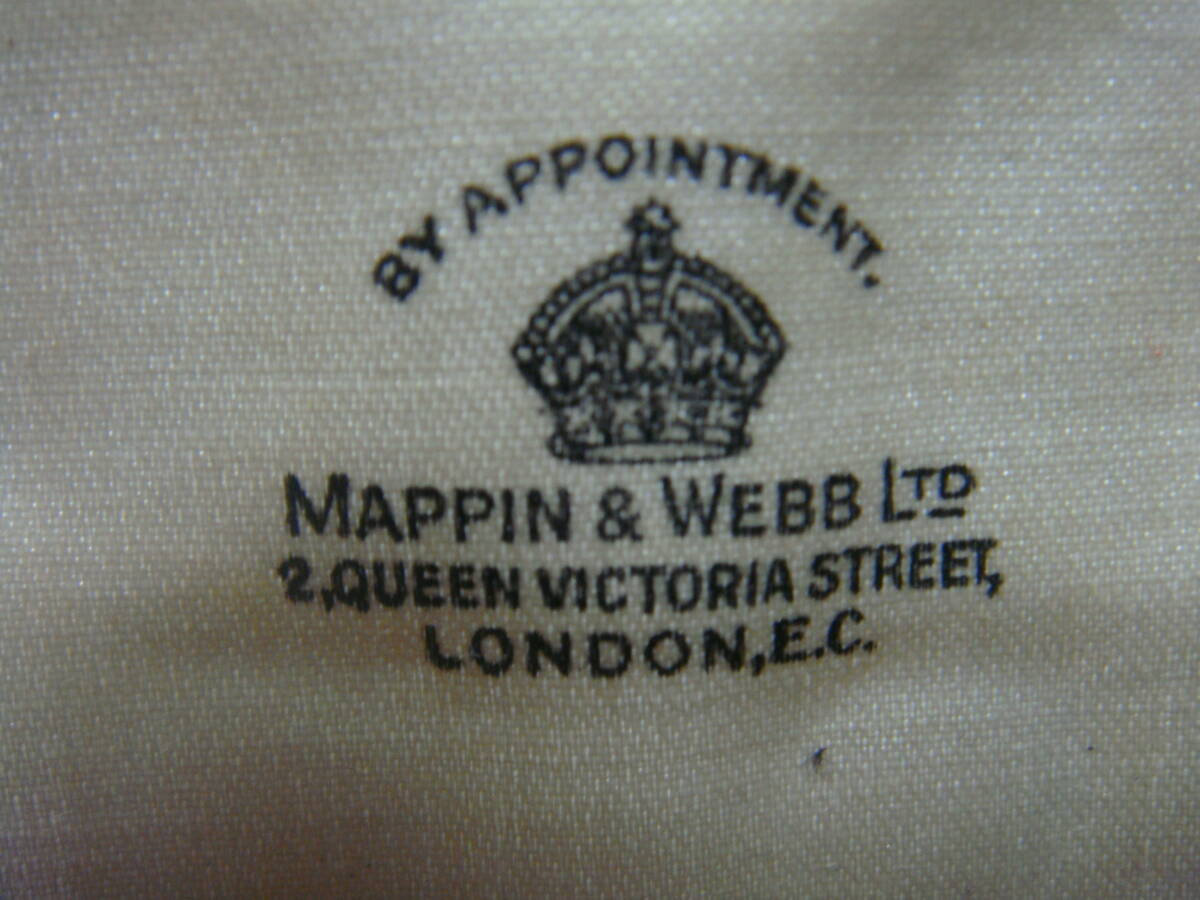 BY APPOINTMENT.
MAPPIN & WEBB LTD
2, QUEEN VICTORIA STREET,
LONDON, E.C.